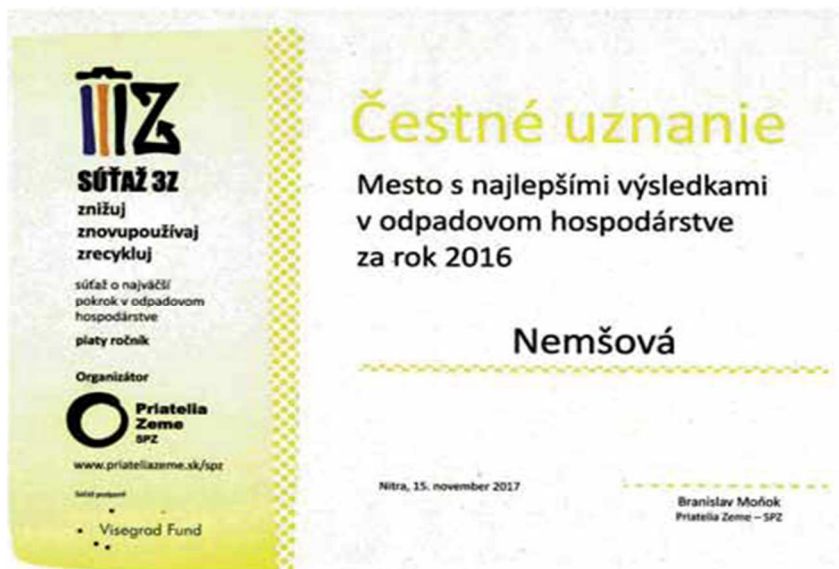 SÚŤAŽ 3Z
znižuj
znovupoužívaj
zrecykluj
súťaž o najväčší
pokrok v odpadovom
hospodárstve
piaty ročník
Organizátor
Priatelia
Zeme
SPZ
www.priateliazeme.sk/spz
Súťaž podporil
Visegrad Fund
Čestné uznanie
Mesto s najlepšími výsledkami
v odpadovom hospodárstve
za rok 2016
Nemšová
Nitra, 15. november 2017
Branislav Moňok
Priatelia Zeme – SPZ